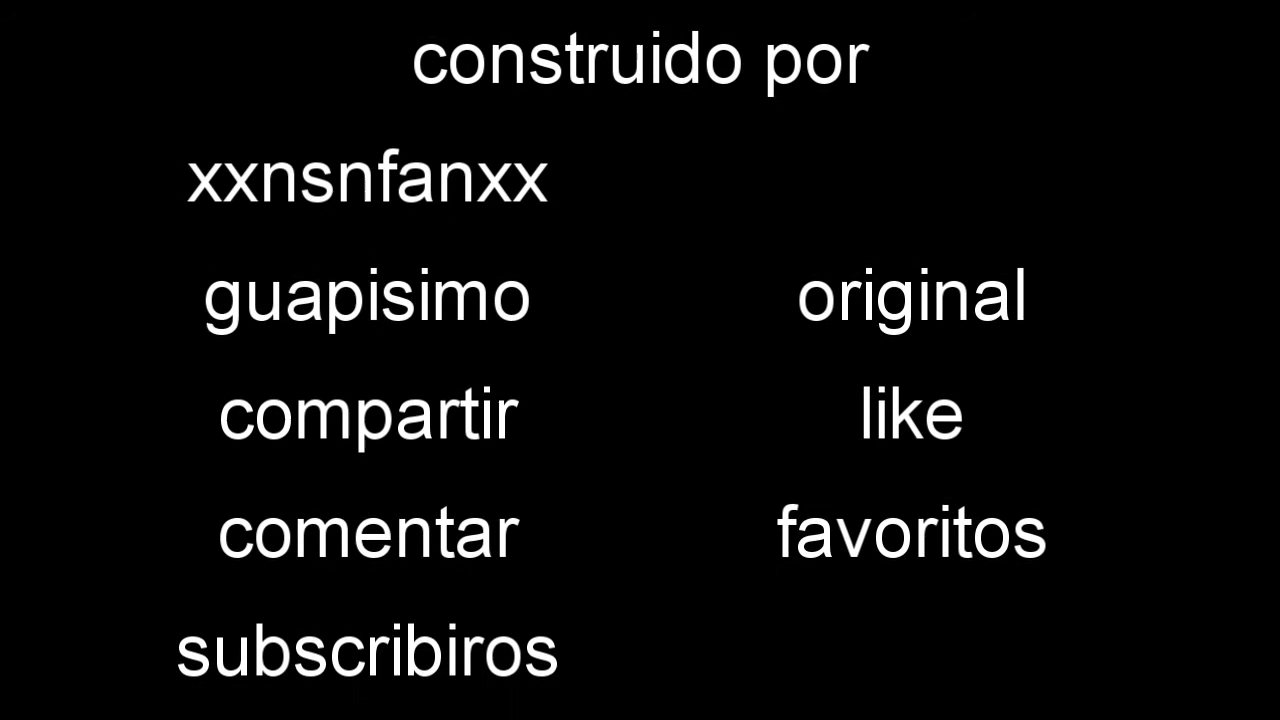 construido por
xxnsnfanxx
guapisimo original
compartir like
comentar favoritos
subscribiros